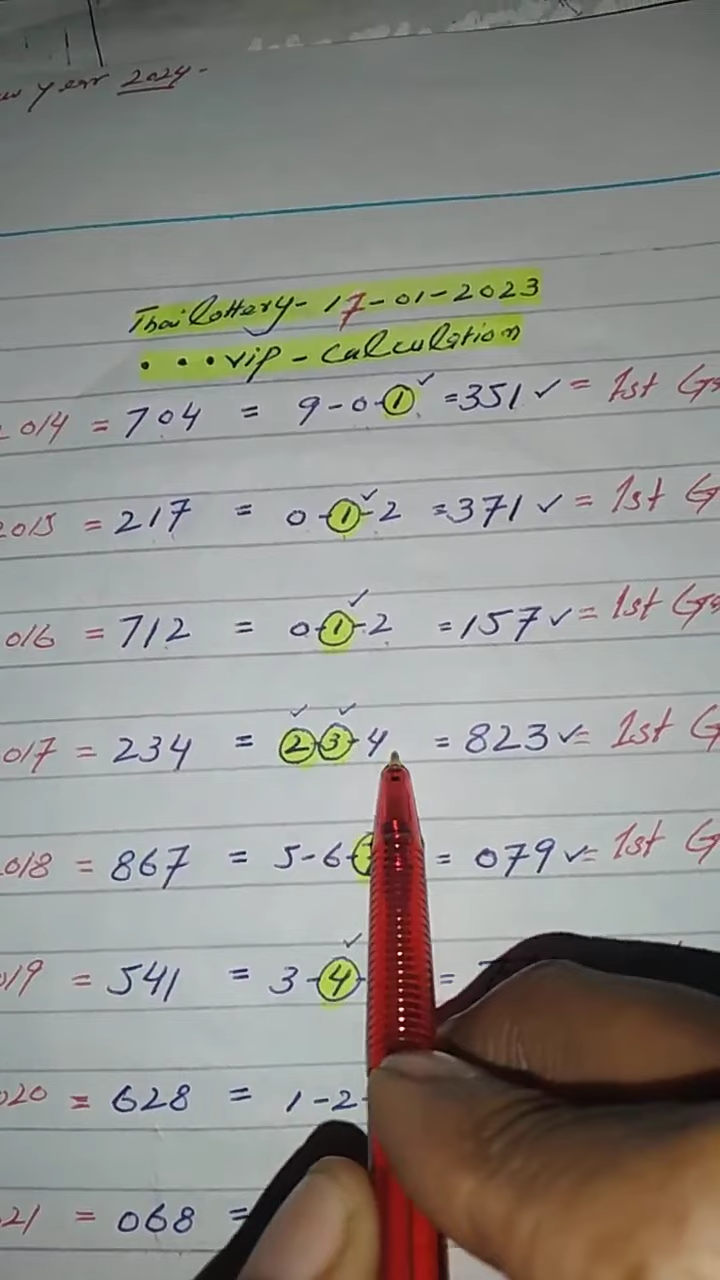 year 2024-
Thai Lottery- 17-01-2023
...vip-calculation
2014 = 704 = 9-0-1 =351 ✓ = 1st
2015 = 217 = 0-1-2 =371 ✓ = 1st
016 = 712 = 0-1-2 =157 ✓ = 1st
017 = 234 = 2-3-4 = 823 ✓ = 1st
018 = 867 = 5-6- = 079 ✓ = 1st
019 = 541 = 3-4- =
020 = 628 = 1-2-
21 = 068 =